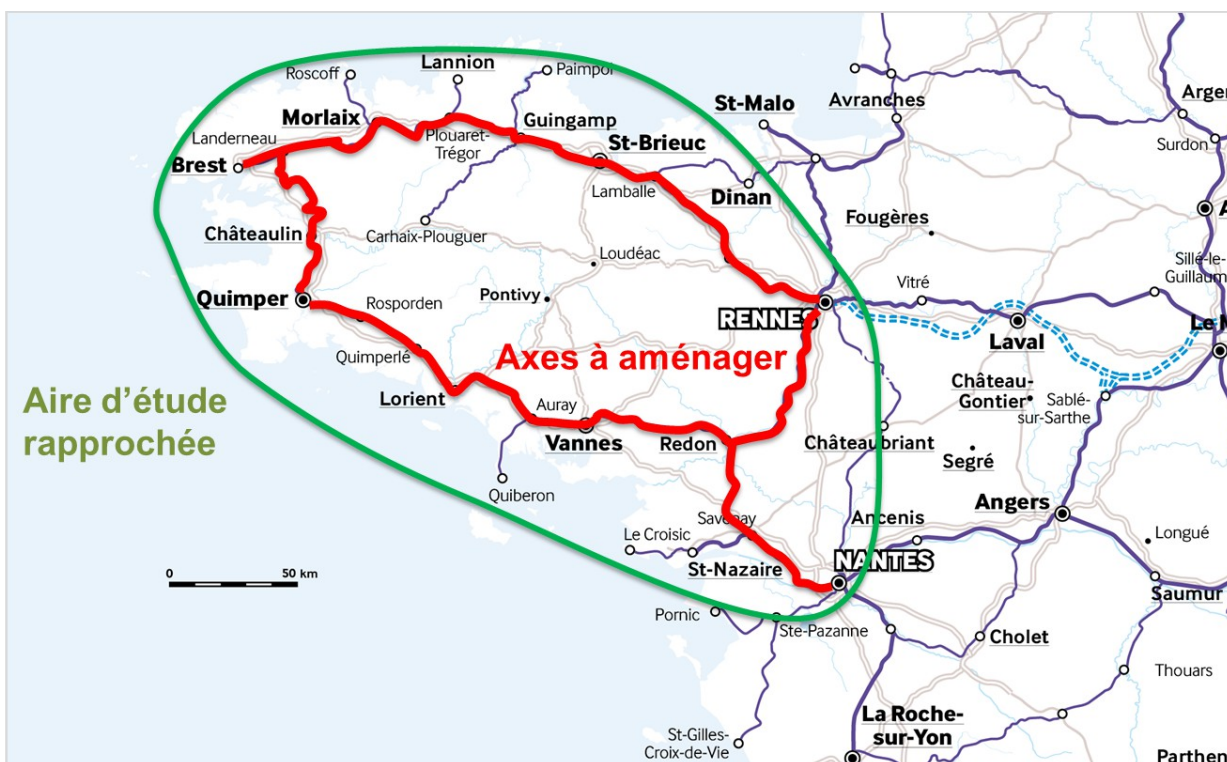 Roscoff
Lannion
Paimpol
Avranches
Argen
Morlaix
St-Malo
Landerneau
Plouaret-
Trégor
Guingamp
Surdon
Brest
St-Brieuc
Lamballe
Dinan
Fougères
A
Châteaulin
Carhaix-Plouguer
Loudéac
Sillé-le-
Guillaum
Quimper
Rosporden
Pontivy
RENNES
Vitré
Laval
Le M
Quimperlé
Axes à aménager
Château-
Gontier
Sablé-
sur-Sarthe
Aire d’étude
rapprochée
Lorient
Auray
Vannes
Redon
Châteaubriant
Segré
Quiberon
Angers
Savenay
Ancenis
Le Croisic
Longué
0
50 km
St-Nazaire
NANTES
Saumur
Pornic
Ste-Pazanne
Cholet
Thouars
La Roche-
sur-Yon
St-Gilles-
Croix-de-Vie
Parthen